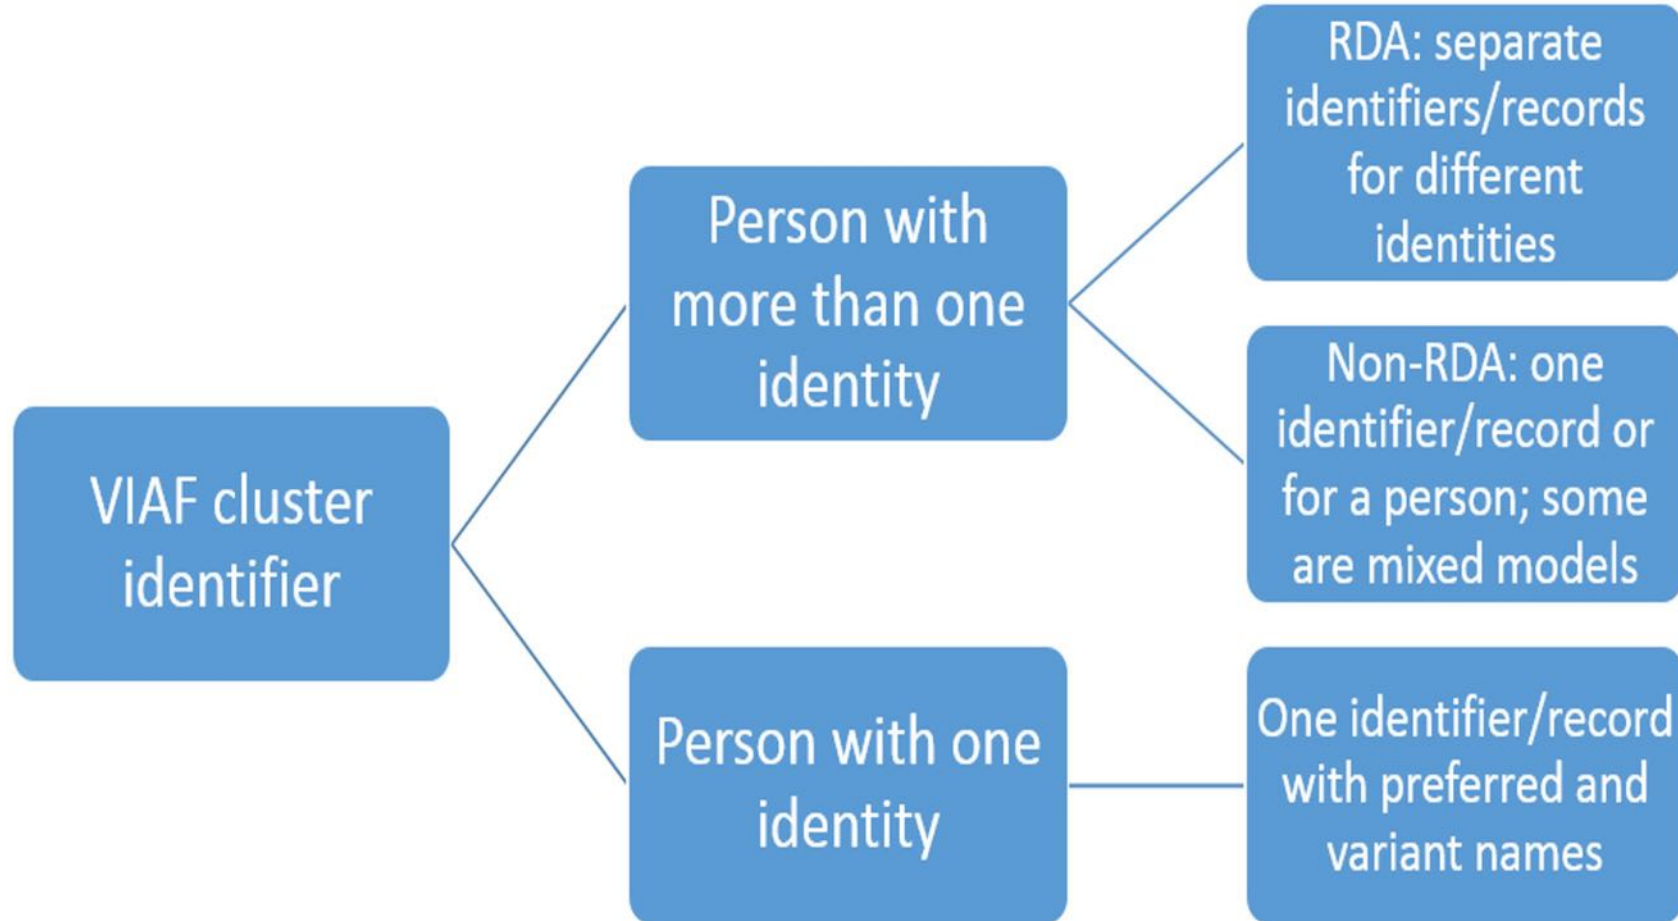 VIAF cluster
identifier
Person with
more than one
identity
Person with one
identity
RDA: separate
identifiers/records
for different
identities
Non-RDA: one
identifier/record or
for a person; some
are mixed models
One identifier/record
with preferred and
variant names